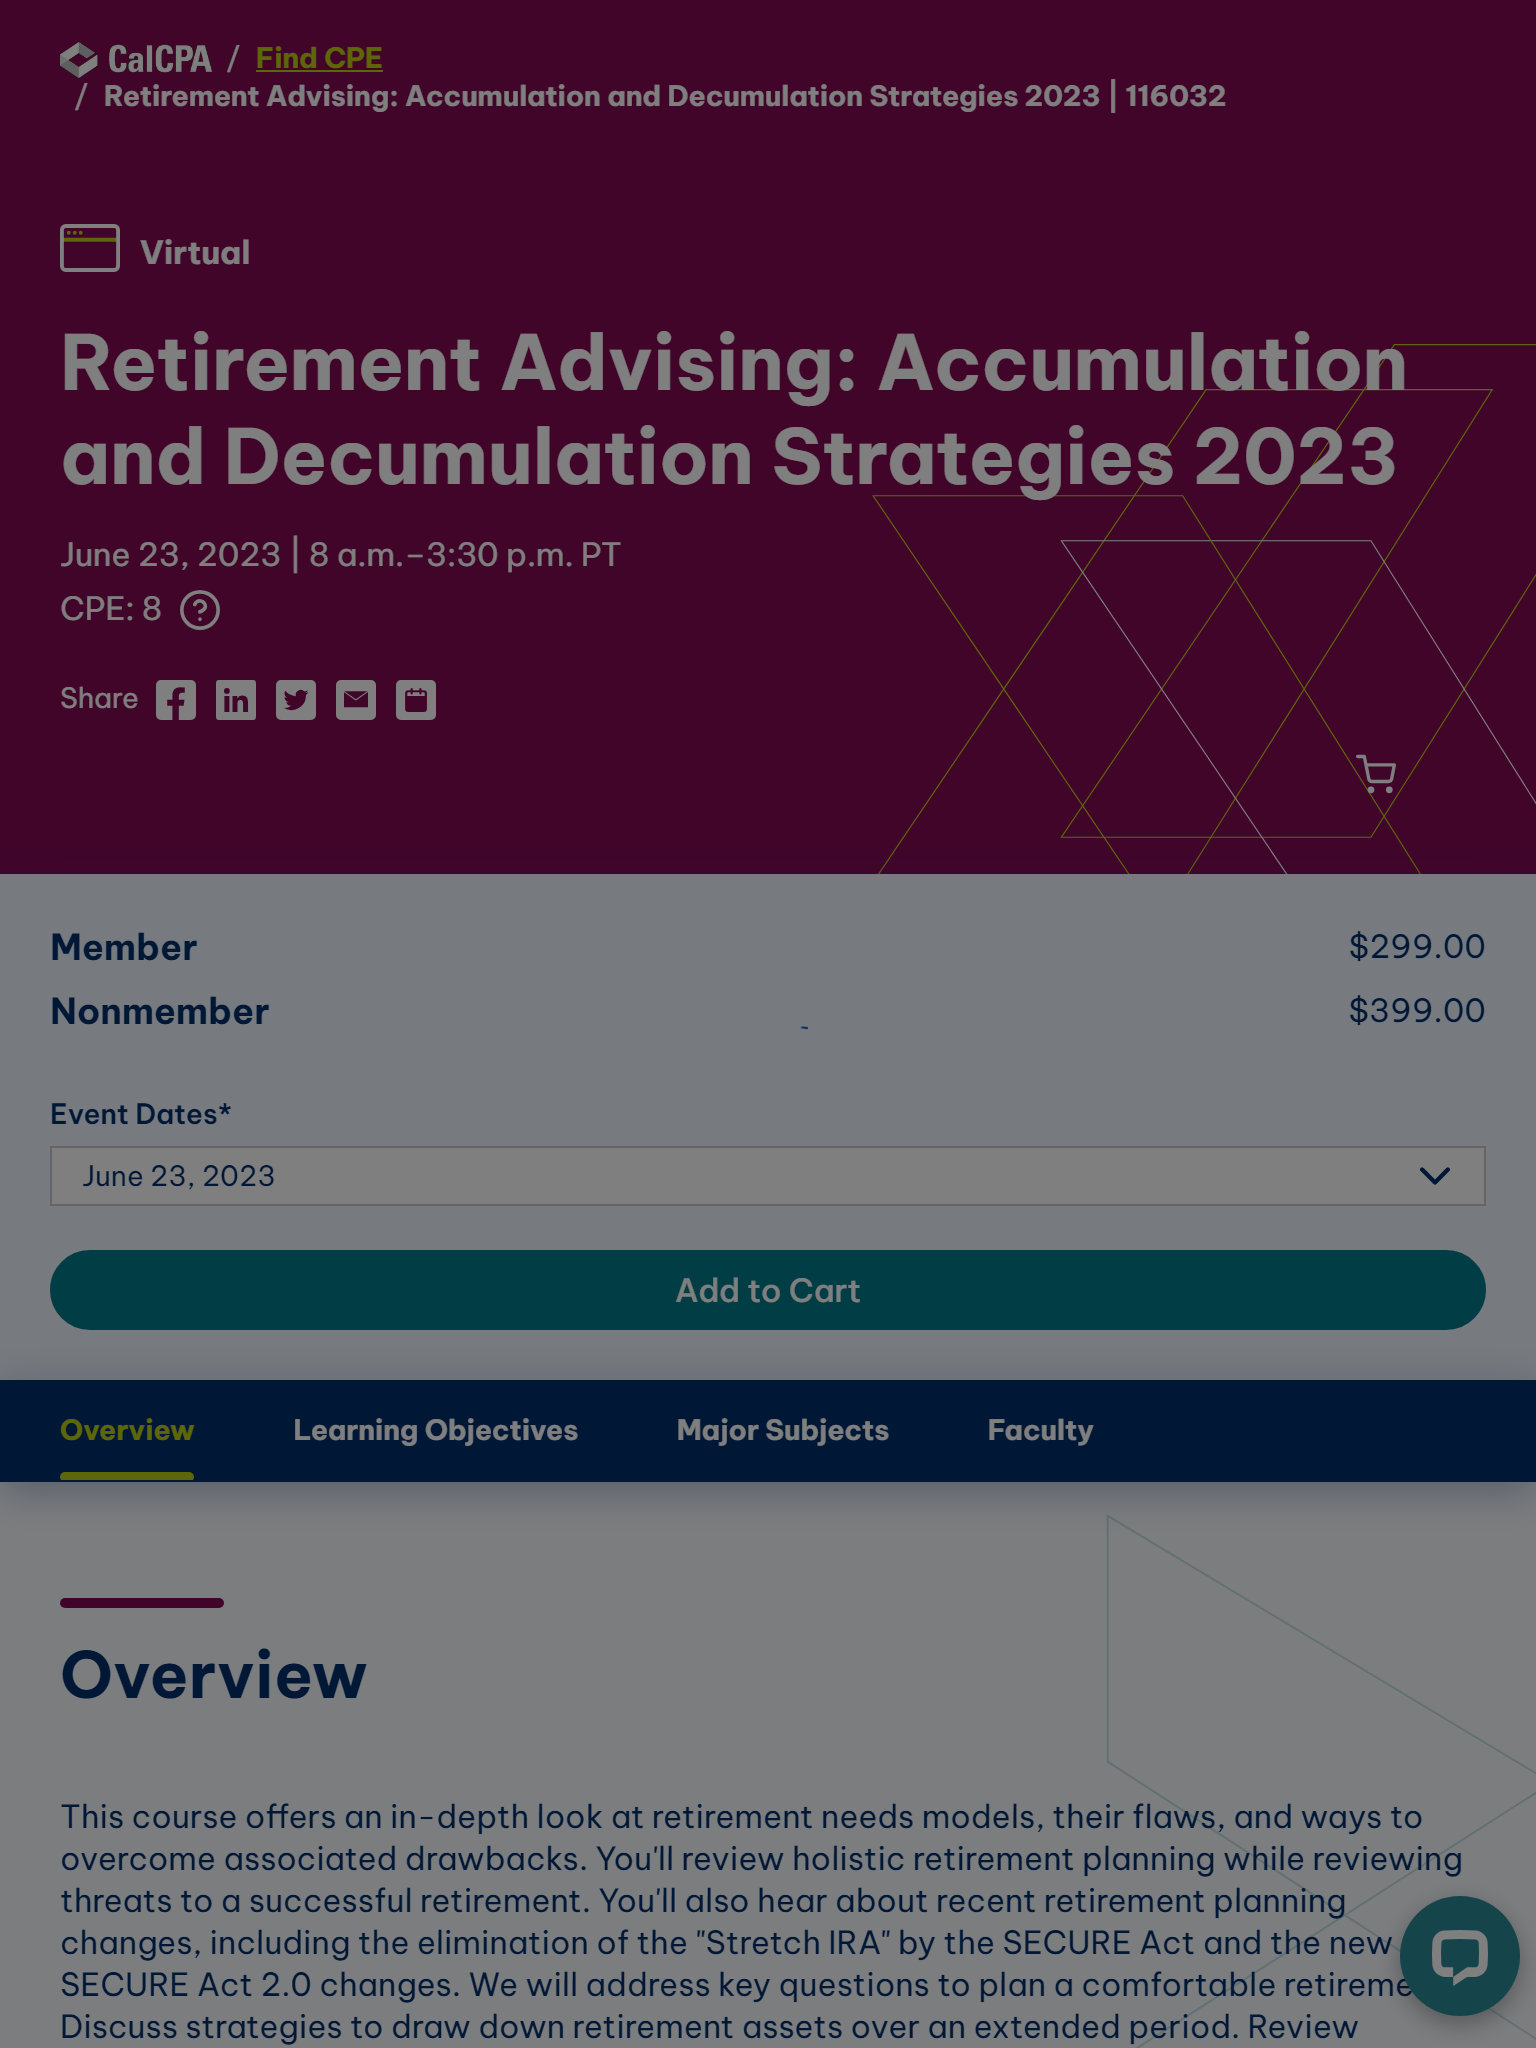 CalCPA / Find CPE
/ Retirement Advising: Accumulation and Decumulation Strategies 2023 | 116032
Virtual
Retirement Advising: Accumulation
and Decumulation Strategies 2023
June 23, 2023 | 8 a.m.–3:30 p.m. PT
CPE: 8
Share
Member $299.00
Nonmember $399.00
Event Dates*
June 23, 2023
Add to Cart
Overview Learning Objectives Major Subjects Faculty
Overview
This course offers an in-depth look at retirement needs models, their flaws, and ways to
overcome associated drawbacks. You'll review holistic retirement planning while reviewing
threats to a successful retirement. You'll also hear about recent retirement planning
changes, including the elimination of the "Stretch IRA" by the SECURE Act and the new
SECURE Act 2.0 changes. We will address key questions to plan a comfortable
Discuss strategies to draw down retirement assets over an extended period. Review